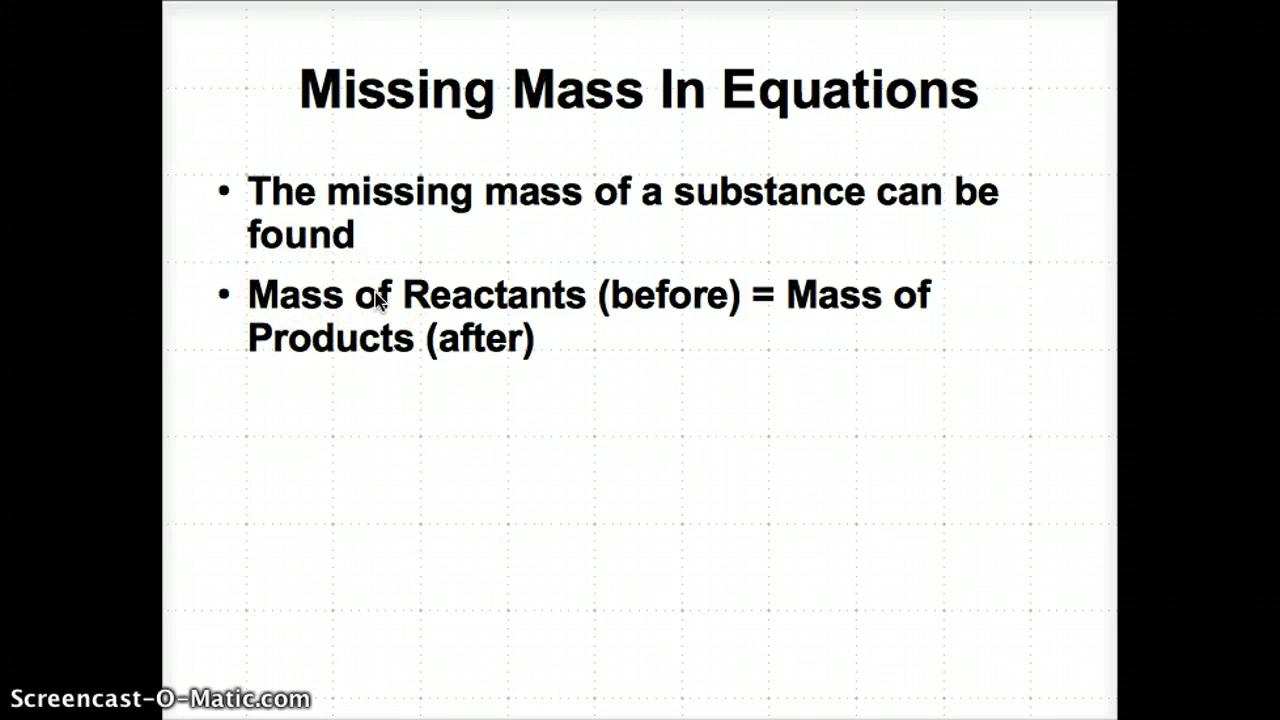 Missing Mass In Equations
• The missing mass of a substance can be
found
• Mass of Reactants (before) = Mass of
Products (after)
Screencast-O-Matic.com